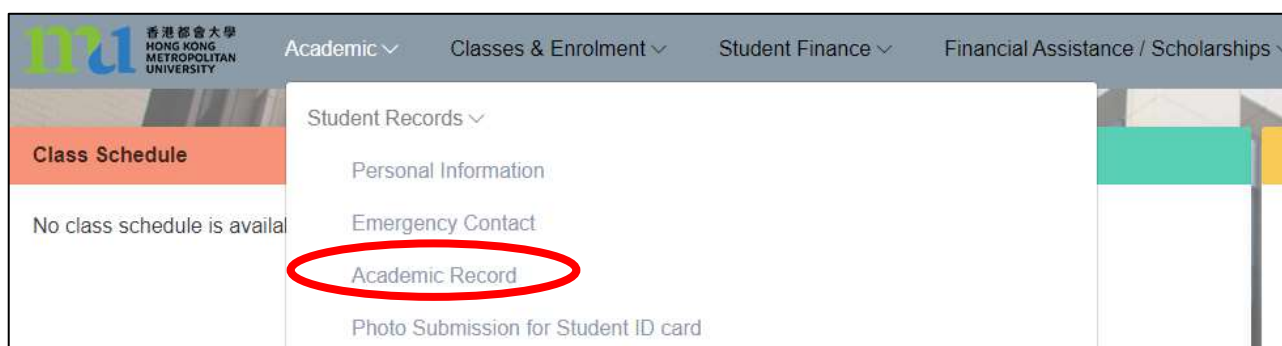 香港都會大學
HONG KONG
METROPOLITAN
UNIVERSITY
Academic
Classes & Enrolment
Student Finance
Financial Assistance / Scholarships
Student Records
Class Schedule
Personal Information
No class schedule is availa
Emergency Contact
Academic Record
Photo Submission for Student ID card